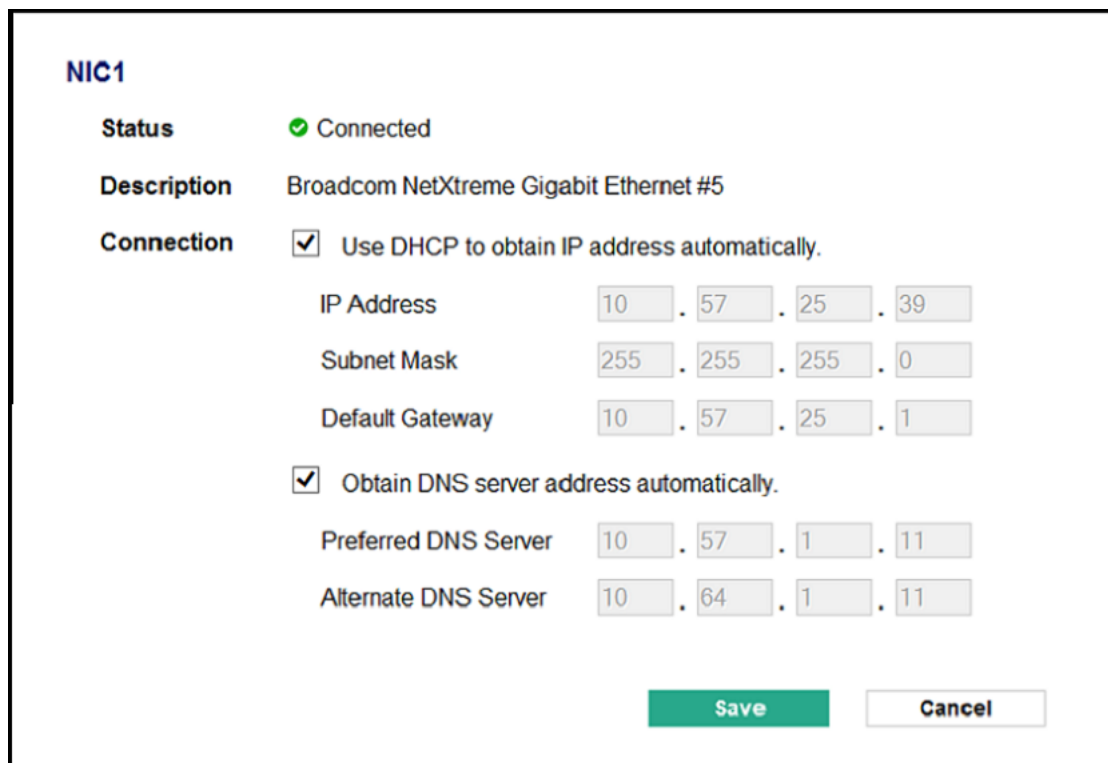 NIC1
Status Connected
Description Broadcom NetXtreme Gigabit Ethernet #5
Connection Use DHCP to obtain IP address automatically.
IP Address 10 . 57 . 25 . 39
Subnet Mask 255 . 255 . 255 . 0
Default Gateway 10 . 57 . 25 . 1
Obtain DNS server address automatically.
Preferred DNS Server 10 . 57 . 1 . 11
Alternate DNS Server 10 . 64 . 1 . 11
Save Cancel